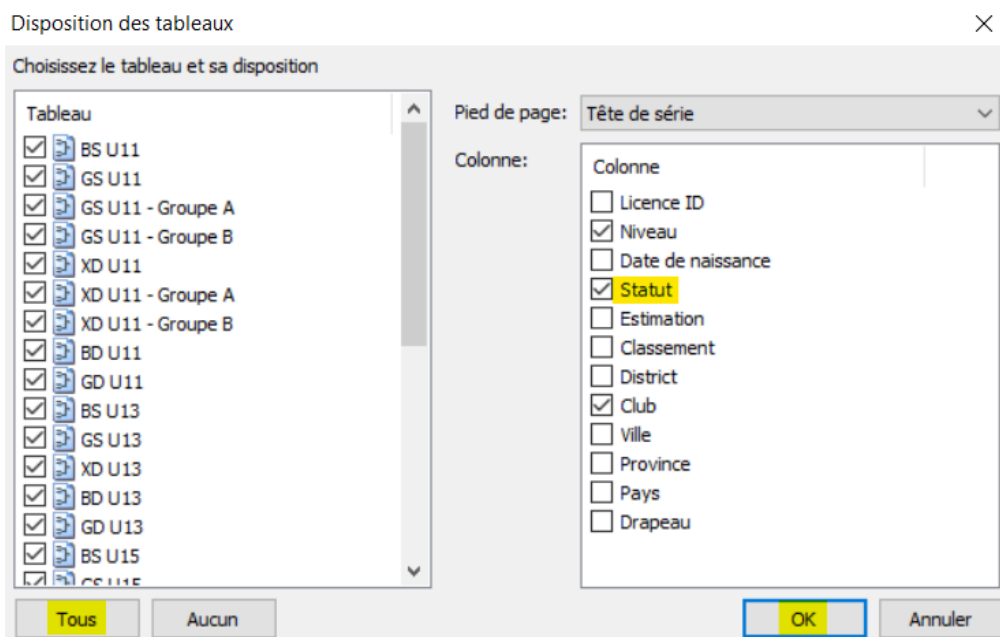 Disposition des tableaux
Choisissez le tableau et sa disposition
Tableau
BS U11
GS U11
GS U11 - Groupe A
GS U11 - Groupe B
XD U11
XD U11 - Groupe A
XD U11 - Groupe B
BD U11
GD U11
BS U13
GS U13
XD U13
BD U13
GD U13
BS U15
GS U15
Tous
Aucun
Pied de page:
Tête de série
Colonne:
Colonne
Licence ID
Niveau
Date de naissance
Statut
Estimation
Classement
District
Club
Ville
Province
Pays
Drapeau
OK
Annuler